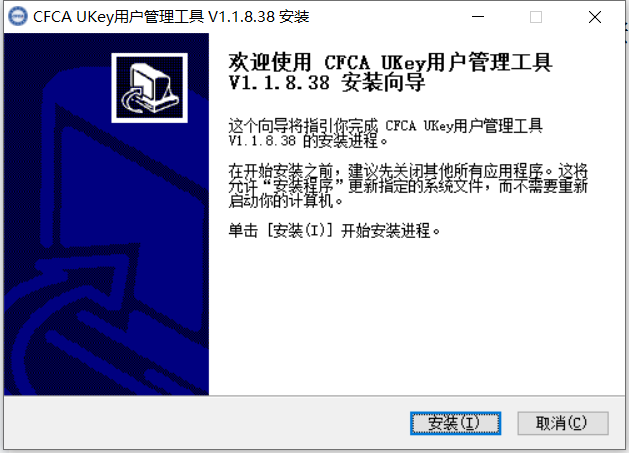 CFCA UKey用户管理工具 V1.1.8.38 安装
欢迎使用 CFCA UKey用户管理工具
V1.1.8.38 安装向导
这个向导将指引你完成 CFCA UKey用户管理工具
V1.1.8.38 的安装进程。
在开始安装之前，建议先关闭其他所有应用程序。这将
允许“安装程序”更新指定的系统文件，而不需要重新
启动你的计算机。
单击 [安装(I)] 开始安装进程。
安装(I)
取消(C)